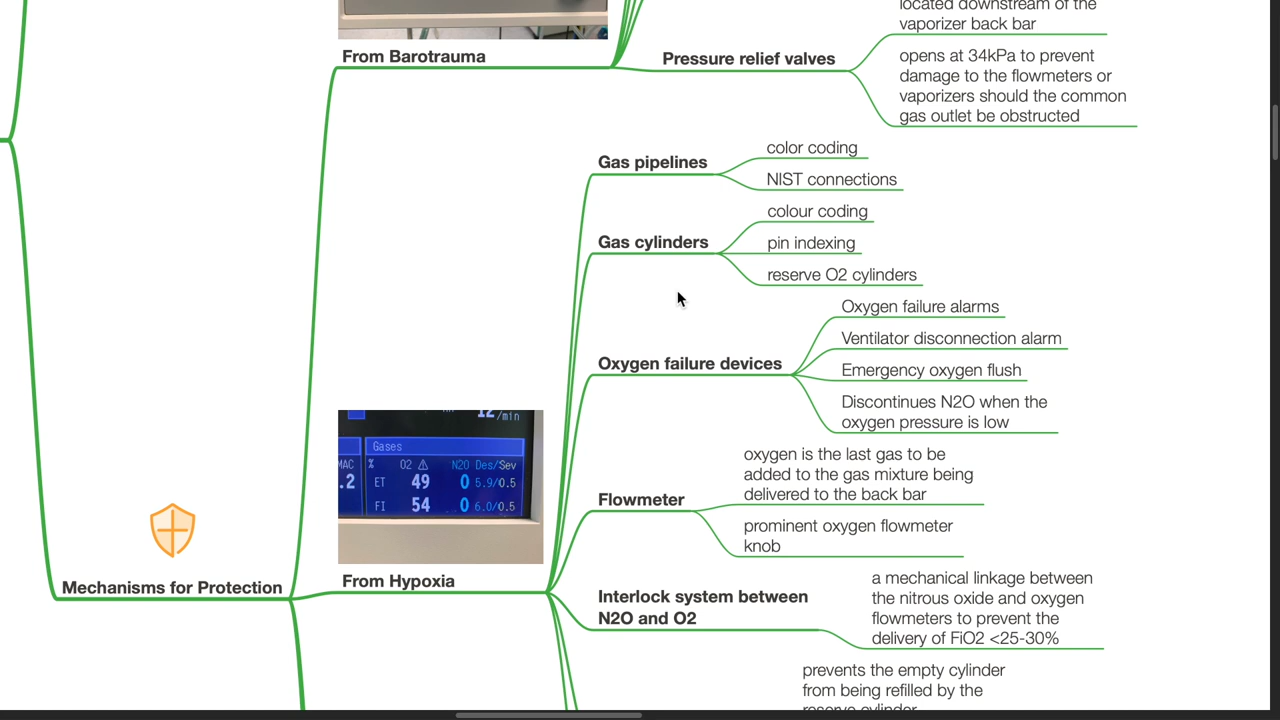 located downstream of the
vaporizer back bar
From Barotrauma
Pressure relief valves
opens at 34kPa to prevent
damage to the flowmeters or
vaporizers should the common
gas outlet be obstructed
Gas pipelines
color coding
NIST connections
Gas cylinders
colour coding
pin indexing
reserve O2 cylinders
Oxygen failure devices
Oxygen failure alarms
Ventilator disconnection alarm
Emergency oxygen flush
Discontinues N2O when the
oxygen pressure is low
12/min
Gases
MAC % O2 N2O Des/Sev
.2 ET 49 0 5.9/0.5
FI 54 0 6.0/0.5
Flowmeter
oxygen is the last gas to be
added to the gas mixture being
delivered to the back bar
prominent oxygen flowmeter
knob
Mechanisms for Protection
From Hypoxia
Interlock system between
N2O and O2
a mechanical linkage between
the nitrous oxide and oxygen
flowmeters to prevent the
delivery of FiO2 <25-30%
prevents the empty cylinder
from being refilled by the
reserve cylinder